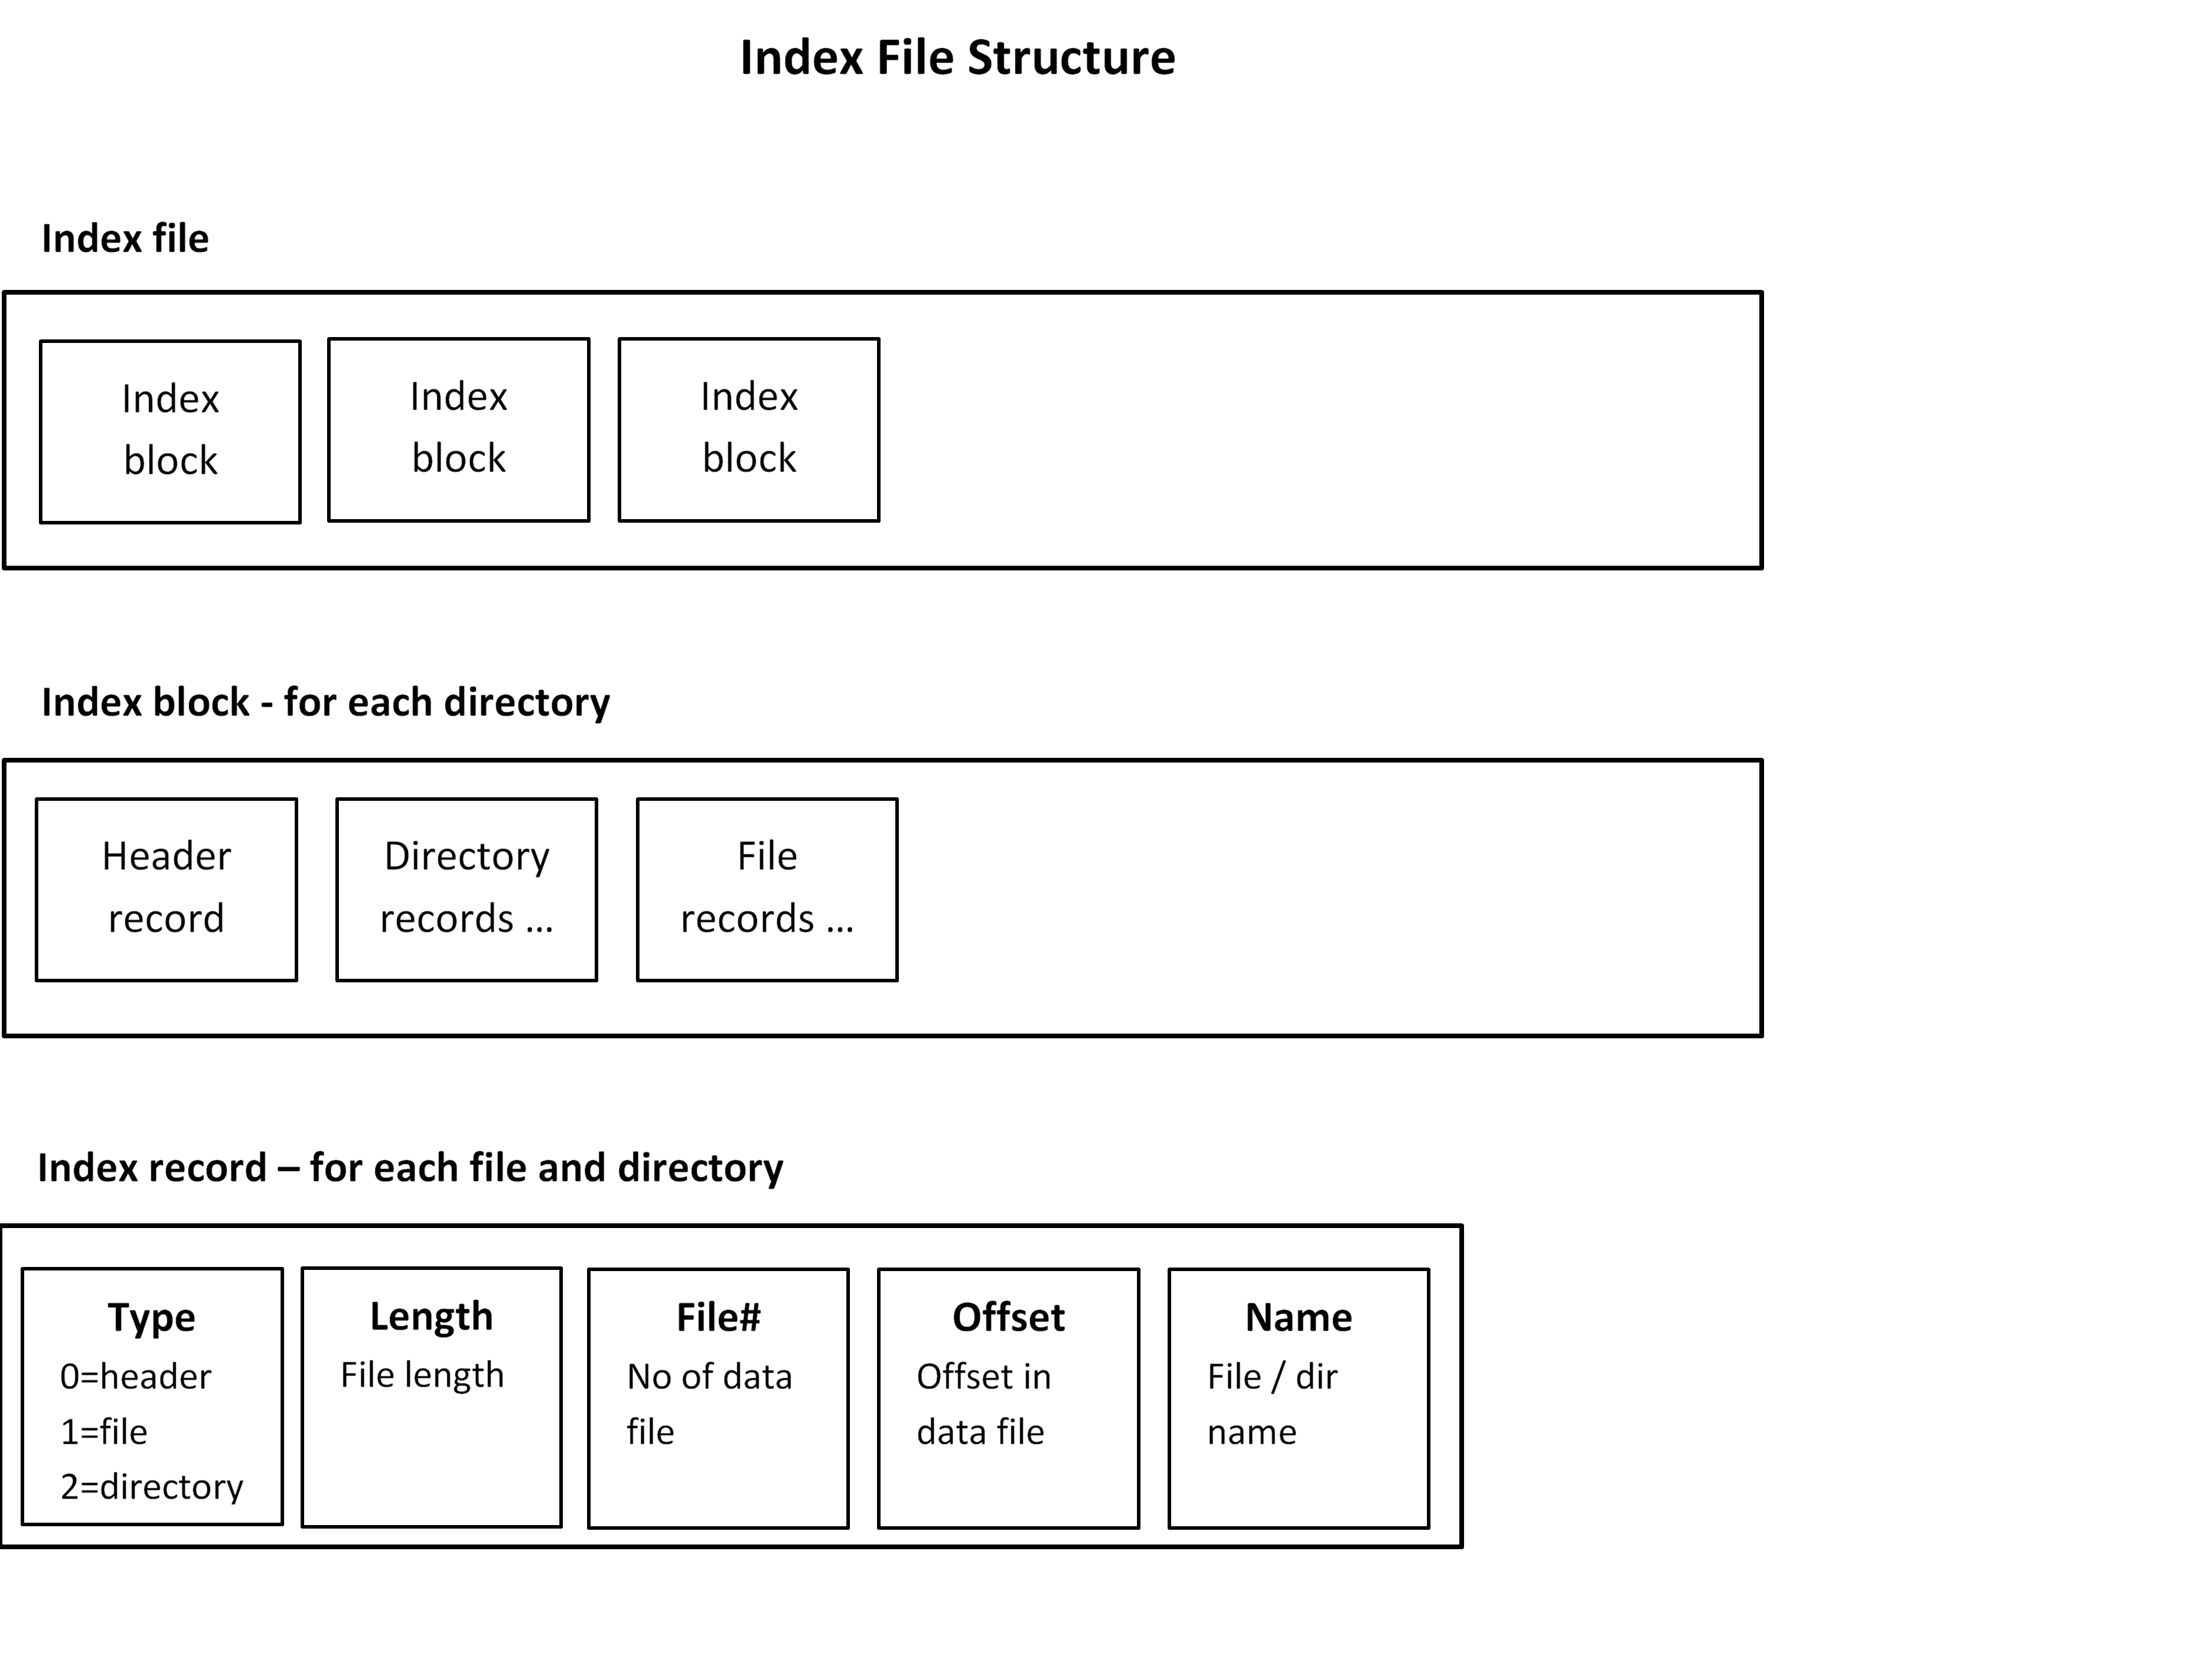 Index File Structure
Index file
Index
block
Index
block
Index
block
Index block - for each directory
Header
record
Directory
records ...
File
records ...
Index record – for each file and directory
Type
0=header
1=file
2=directory
Length
File length
File#
No of data
file
Offset
Offset in
data file
Name
File / dir
name